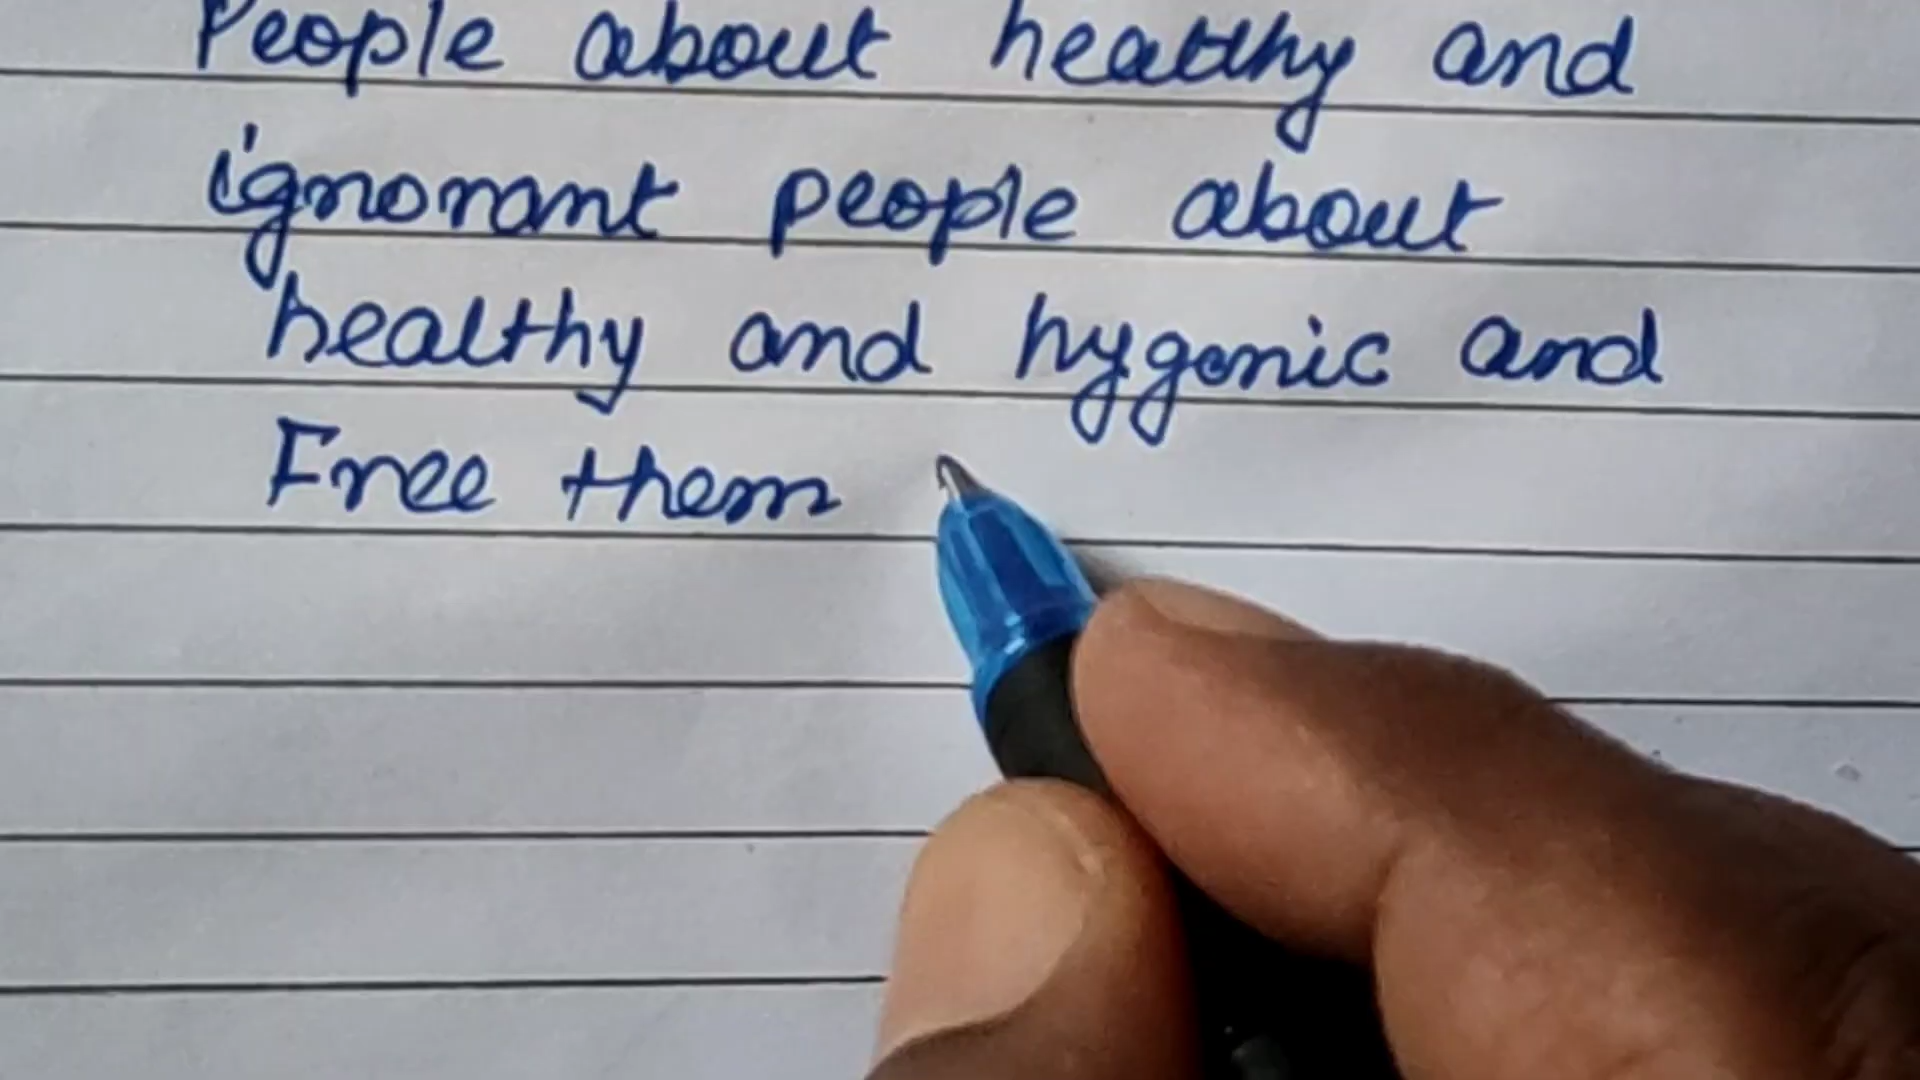 People about healthy and
ignorant people about
healthy and hygenic and
Free them